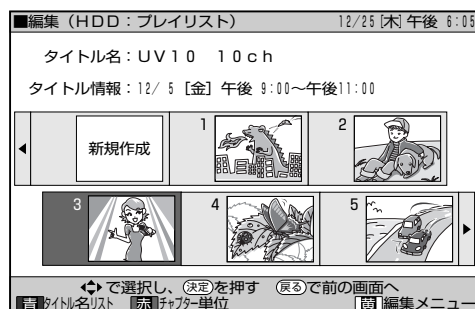 ■編集（HDD：プレイリスト） 12/25[木]午後 6:05
タイトル名：UV10 10ch
タイトル情報：12/ 5 [金] 午後 9:00～午後11:00
新規作成 1 2
3 4 5
で選択し、決定を押す 戻るで前の画面へ
青 タイトル名リスト 赤 チャプター単位 黄 編集メニュー